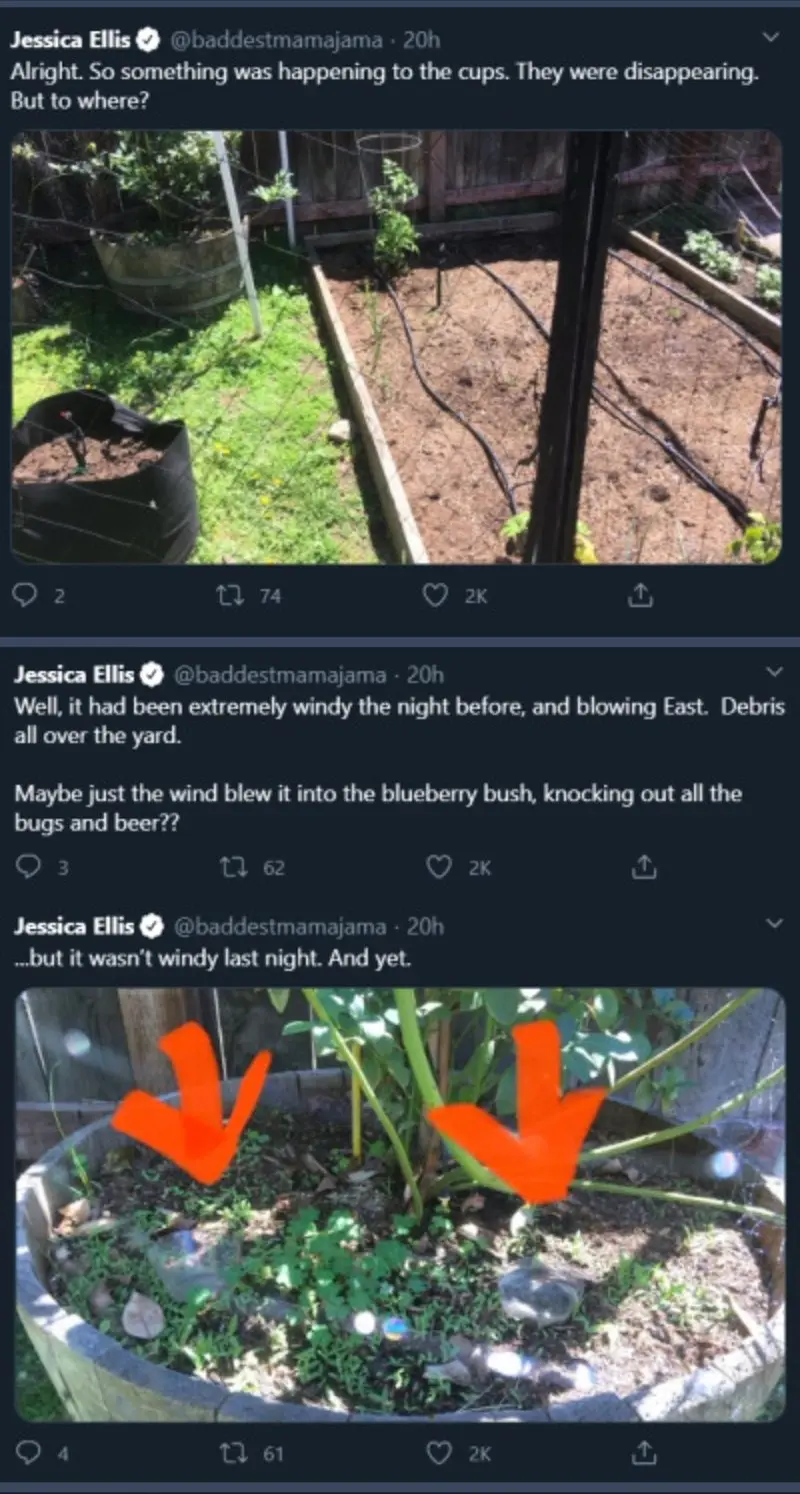 Jessica Ellis @baddestmamajama · 20h
Alright. So something was happening to the cups. They were disappearing.
But to where?
2 74 2K
Jessica Ellis @baddestmamajama · 20h
Well, it had been extremely windy the night before, and blowing East.  Debris
all over the yard.
Maybe just the wind blew it into the blueberry bush, knocking out all the
bugs and beer??
3 62 2K
Jessica Ellis @baddestmamajama · 20h
...but it wasn't windy last night. And yet.
4 61 2K